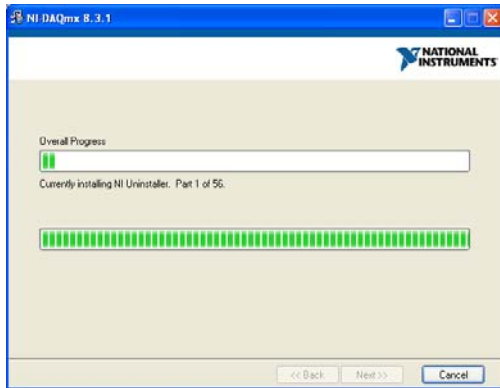 NI-DAQmx 8.3.1
NATIONAL
INSTRUMENTS
Overall Progress
Currently installing NI Uninstaller. Part 1 of 56.
<< Back
Next >>
Cancel